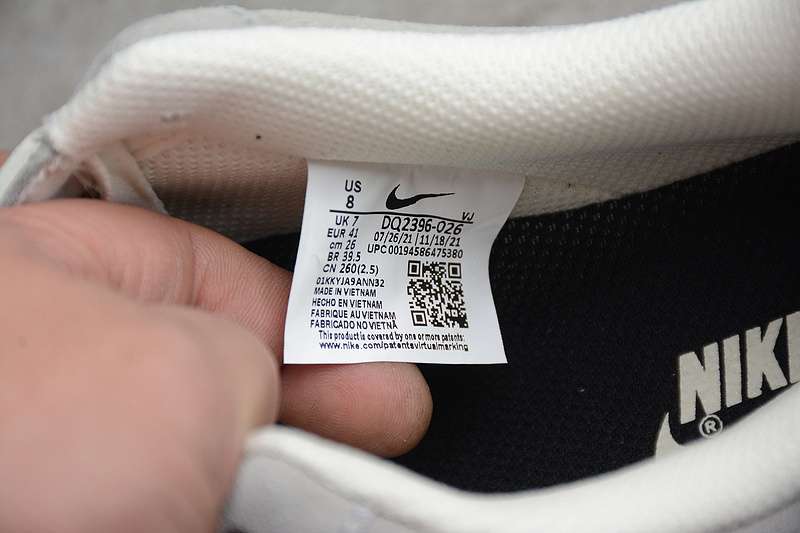 US
8
VJ
UK 7
EUR 41
cm 26
BR 39.5
CN 260(2.5)
DQ2396-026
07/26/21 | 11/18/21
UPC00194586475380
01KKYJA9ANN32
MADE IN VIETNAM
HECHO EN VIETNAM
FABRIQUE AU VIETNAM
FABRICADO NO VIETNÃ
This product is covered by one or more patents:
www.nike.com/patentsvirtualmarking
NIKE
®